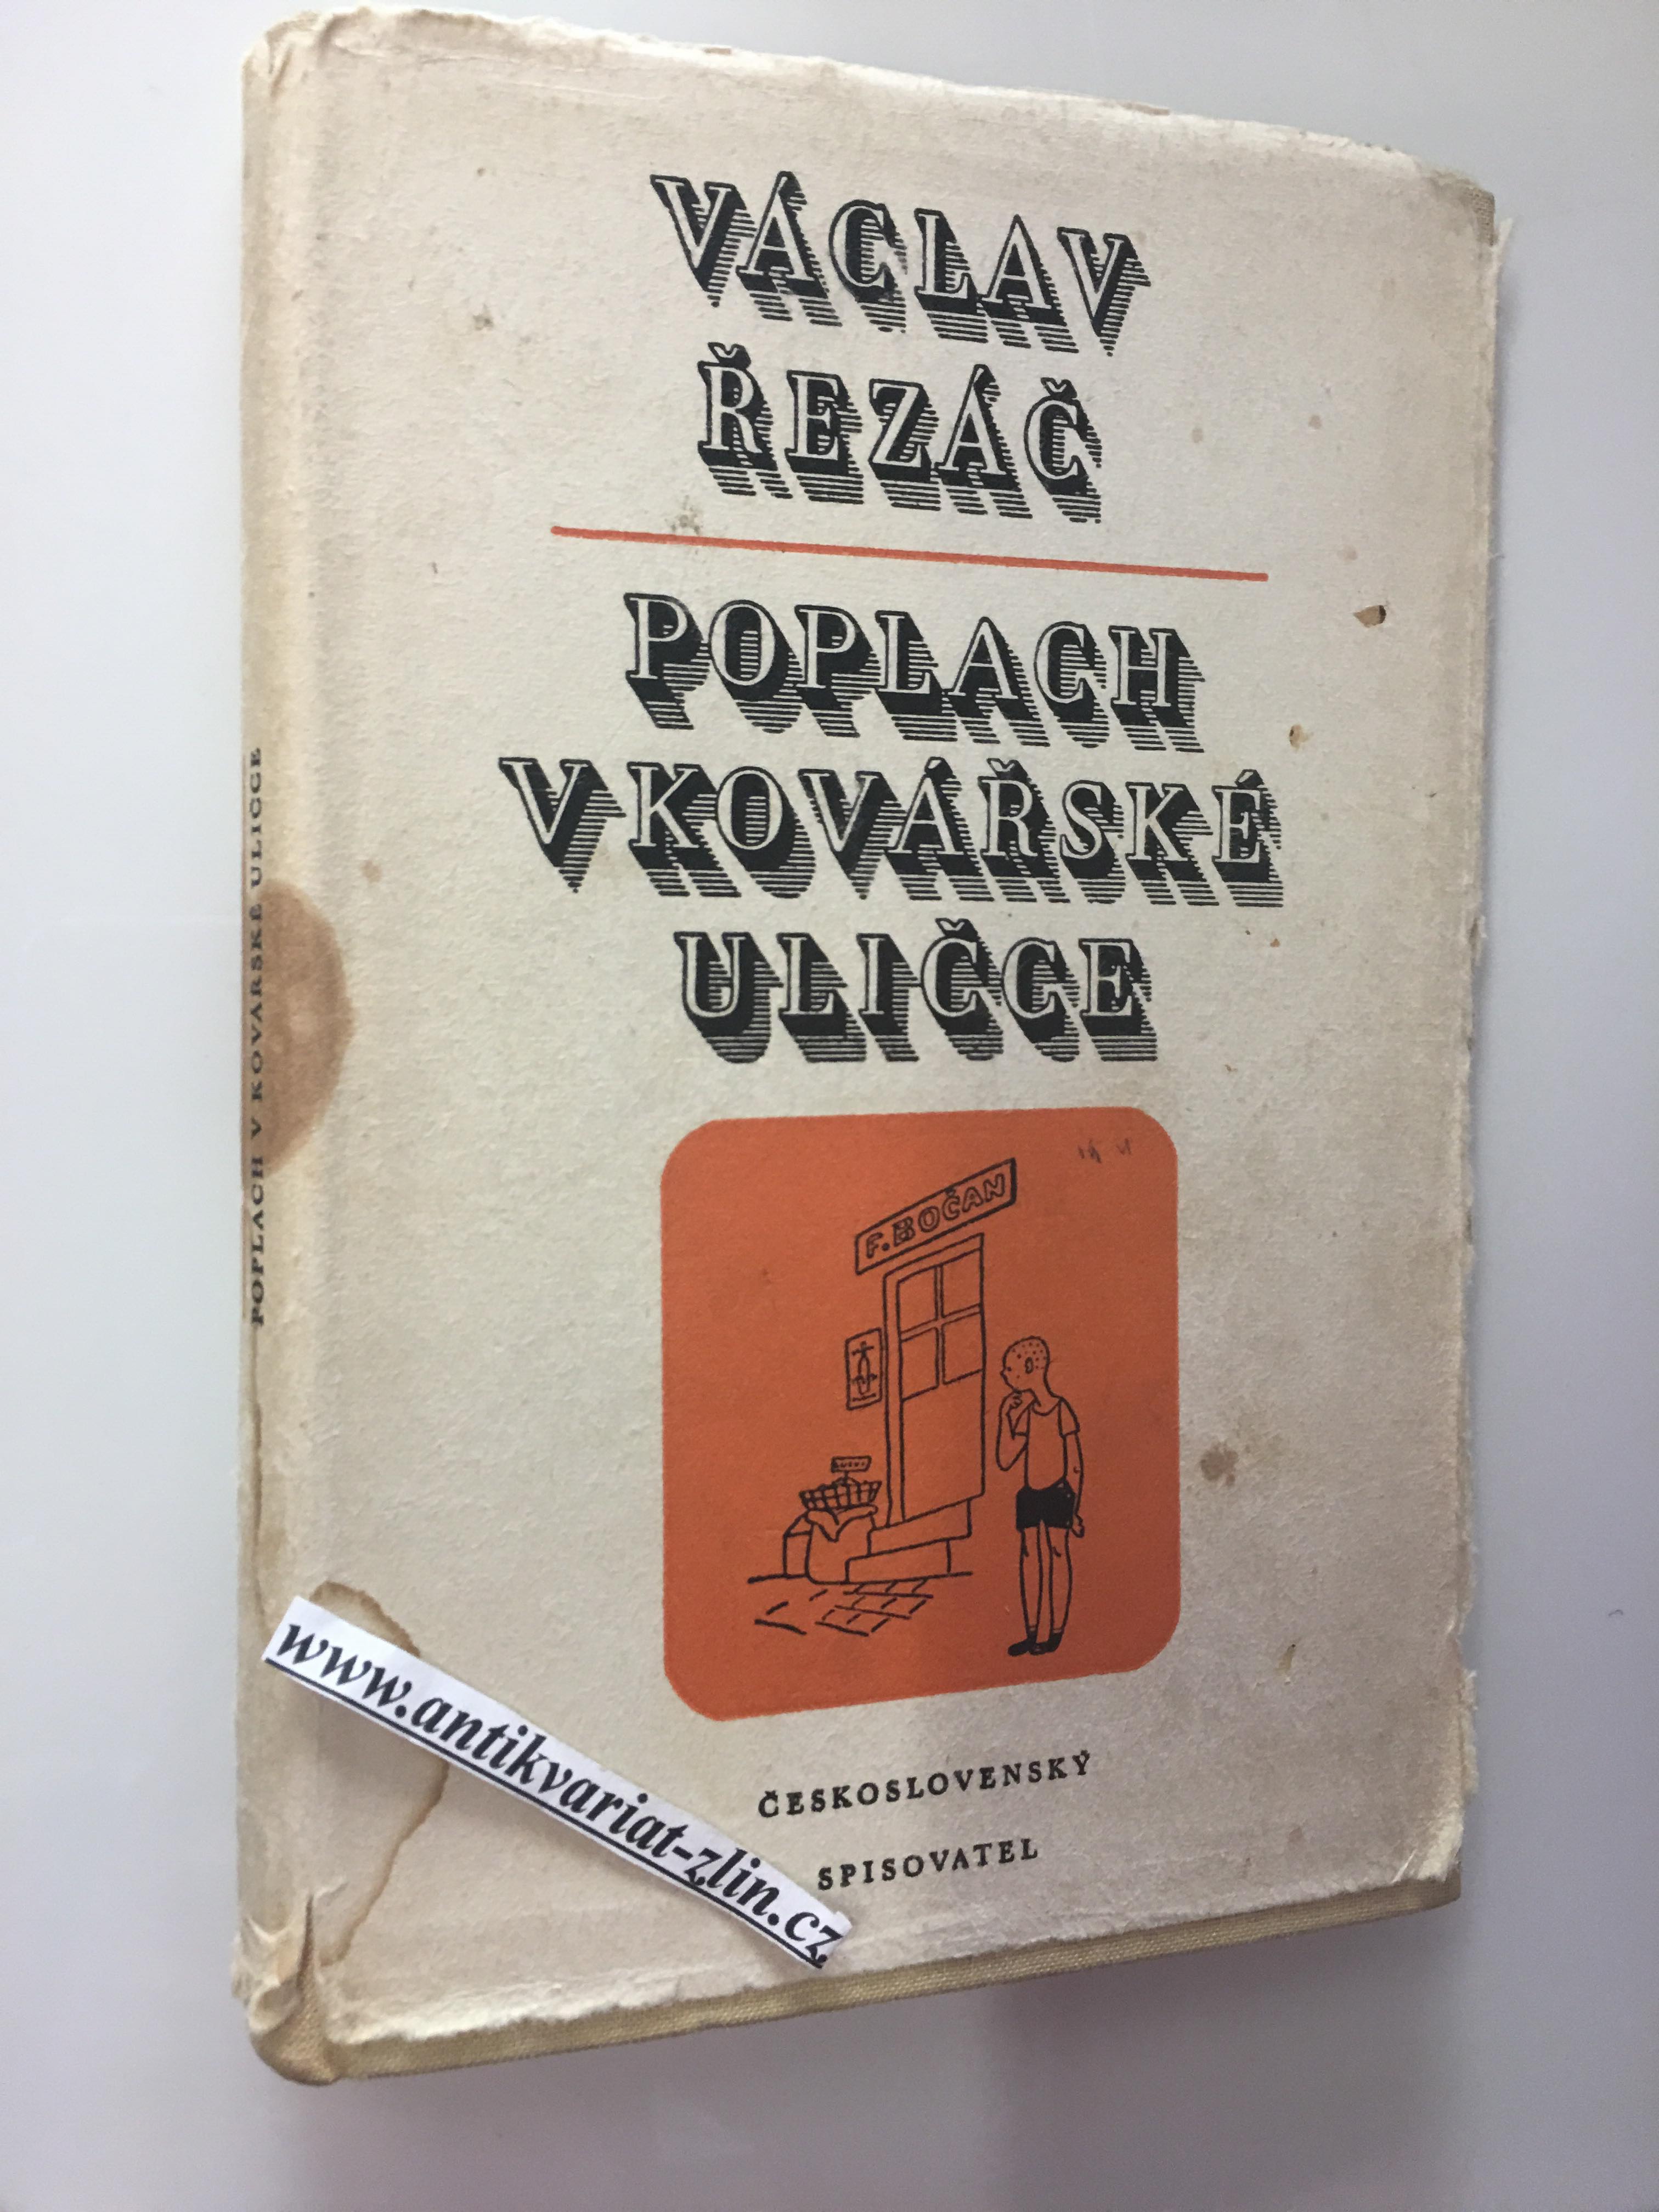 VÁCLAV
ŘEZÁČ
POPLACH
V KOVÁŘSKÉ
ULIČCE
F. BOČAN
ČESKOSLOVENSKÝ
SPISOVATEL
POPLACH V KOVÁŘSKÉ ULIČCE
www.antikvariat-zlin.cz